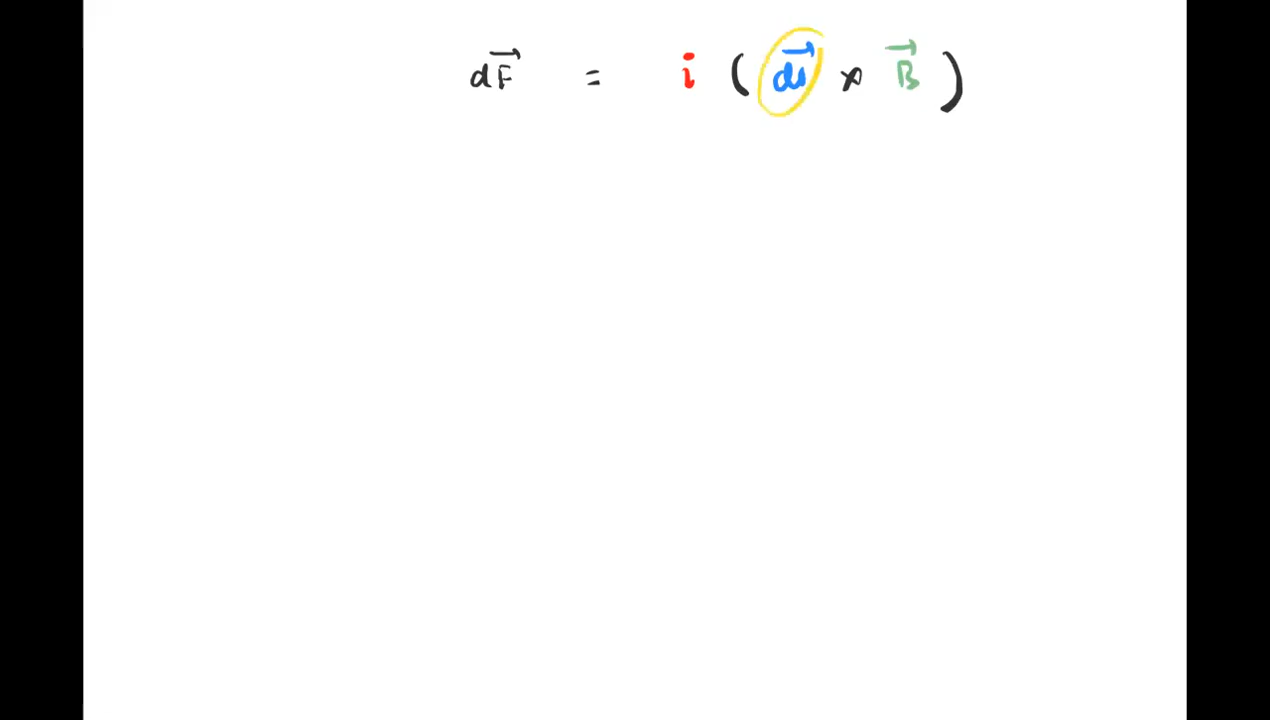 dF⃗ = i ( dl⃗ × B⃗ )